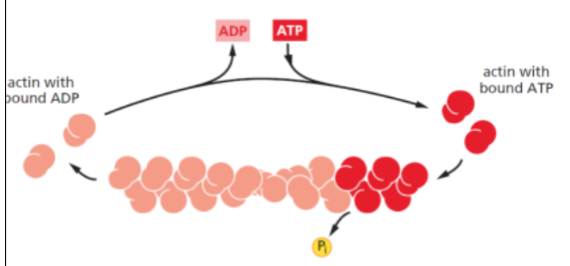 ADP
ATP
actin with
bound ADP
actin with
bound ATP
Pi